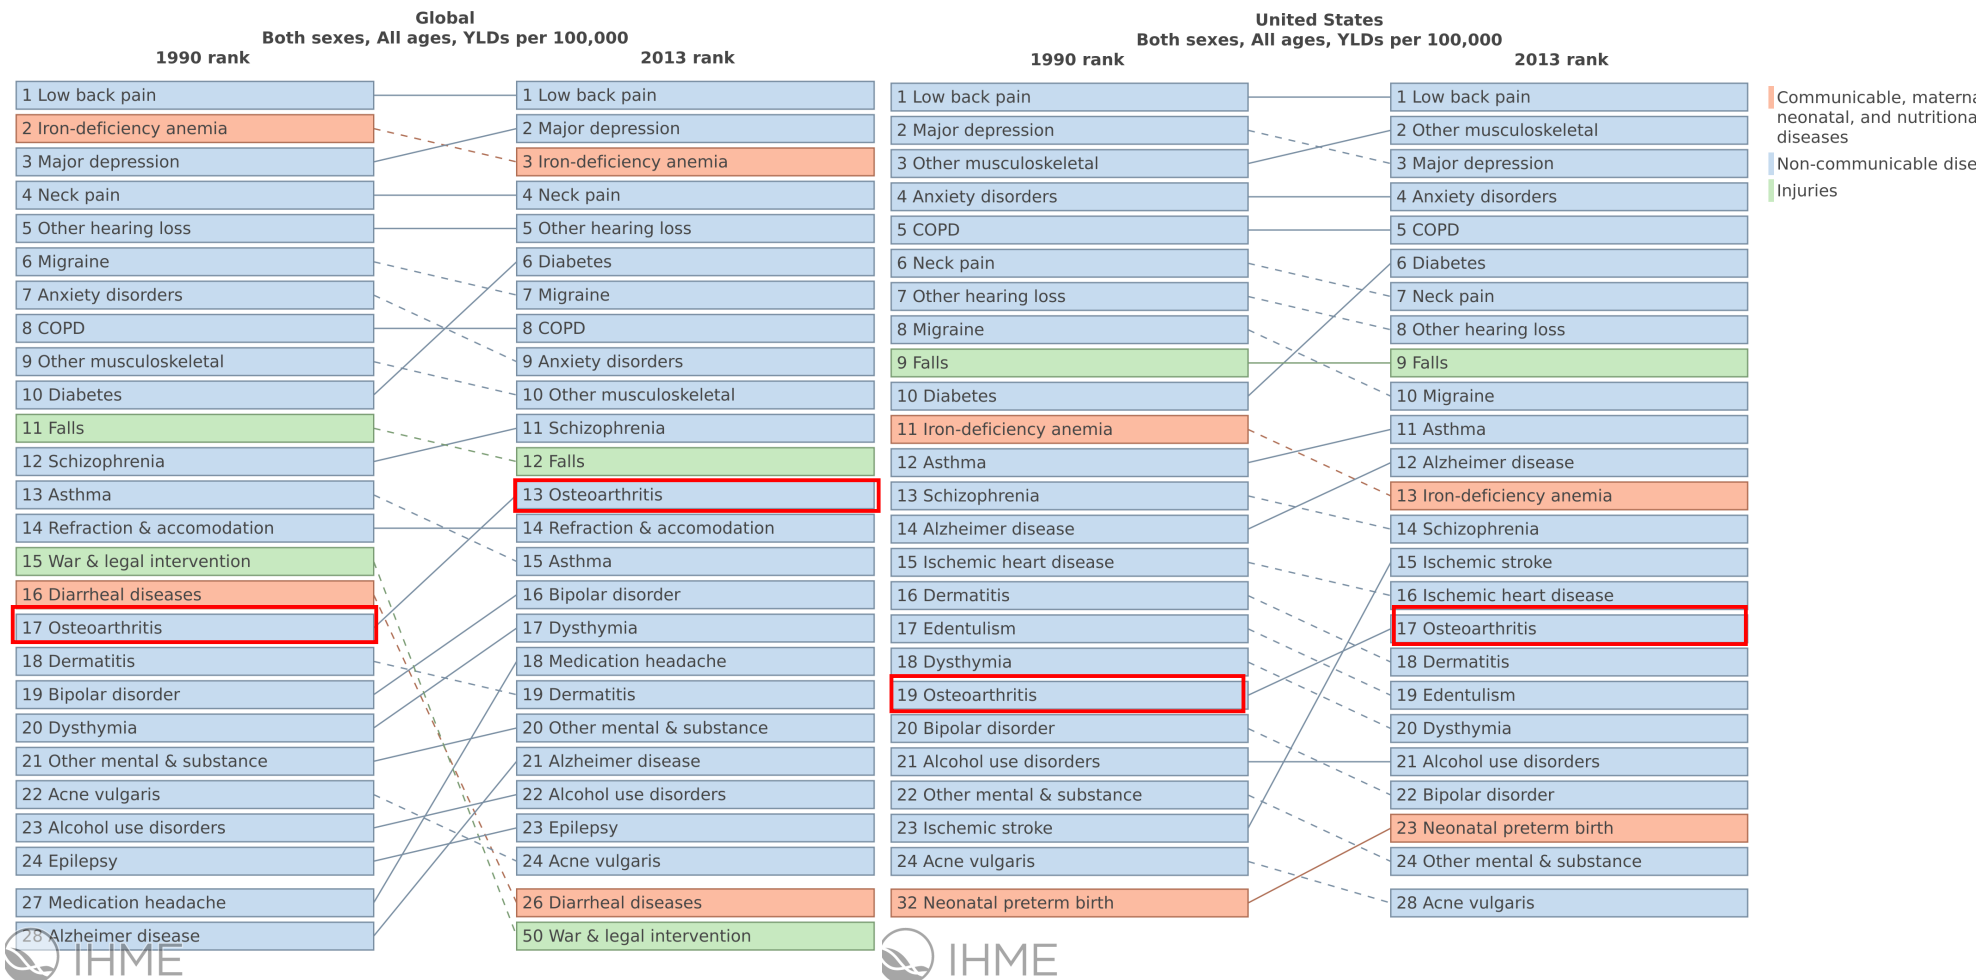 Global
Both sexes, All ages, YLDs per 100,000
1990 rank
2013 rank
1 Low back pain
2 Iron-deficiency anemia
3 Major depression
4 Neck pain
5 Other hearing loss
6 Migraine
7 Anxiety disorders
8 COPD
9 Other musculoskeletal
10 Diabetes
11 Falls
12 Schizophrenia
13 Asthma
14 Refraction & accomodation
15 War & legal intervention
16 Diarrheal diseases
17 Osteoarthritis
18 Dermatitis
19 Bipolar disorder
20 Dysthymia
21 Other mental & substance
22 Acne vulgaris
23 Alcohol use disorders
24 Epilepsy
27 Medication headache
28 Alzheimer disease
1 Low back pain
2 Major depression
3 Iron-deficiency anemia
4 Neck pain
5 Other hearing loss
6 Diabetes
7 Migraine
8 COPD
9 Anxiety disorders
10 Other musculoskeletal
11 Schizophrenia
12 Falls
13 Osteoarthritis
14 Refraction & accomodation
15 Asthma
16 Bipolar disorder
17 Dysthymia
18 Medication headache
19 Dermatitis
20 Other mental & substance
21 Alzheimer disease
22 Alcohol use disorders
23 Epilepsy
24 Acne vulgaris
26 Diarrheal diseases
50 War & legal intervention
IHME
United States
Both sexes, All ages, YLDs per 100,000
1990 rank
2013 rank
1 Low back pain
2 Major depression
3 Other musculoskeletal
4 Anxiety disorders
5 COPD
6 Neck pain
7 Other hearing loss
8 Migraine
9 Falls
10 Diabetes
11 Iron-deficiency anemia
12 Asthma
13 Schizophrenia
14 Alzheimer disease
15 Ischemic heart disease
16 Dermatitis
17 Edentulism
18 Dysthymia
19 Osteoarthritis
20 Bipolar disorder
21 Alcohol use disorders
22 Other mental & substance
23 Ischemic stroke
24 Acne vulgaris
32 Neonatal preterm birth
1 Low back pain
2 Other musculoskeletal
3 Major depression
4 Anxiety disorders
5 COPD
6 Diabetes
7 Neck pain
8 Other hearing loss
9 Falls
10 Migraine
11 Asthma
12 Alzheimer disease
13 Iron-deficiency anemia
14 Schizophrenia
15 Ischemic stroke
16 Ischemic heart disease
17 Osteoarthritis
18 Dermatitis
19 Edentulism
20 Dysthymia
21 Alcohol use disorders
22 Bipolar disorder
23 Neonatal preterm birth
24 Other mental & substance
28 Acne vulgaris
IHME
Communicable, materna
neonatal, and nutritiona
diseases
Non-communicable dise
Injuries